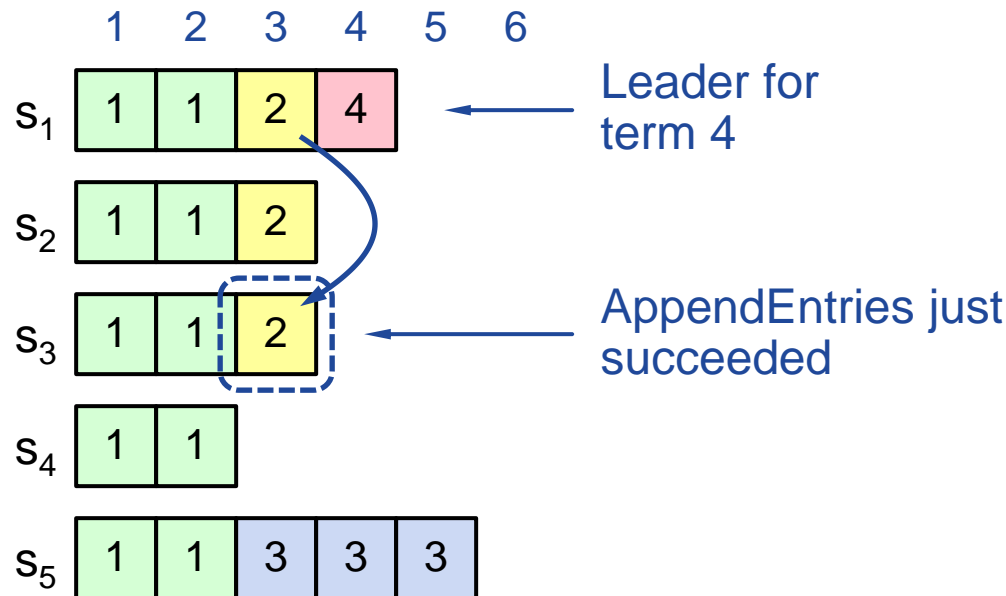 1 2 3 4 5 6
s1 1 1 2 4
Leader for
term 4
s2 1 1 2
s3 1 1 2
AppendEntries just
succeeded
s4 1 1
s5 1 1 3 3 3